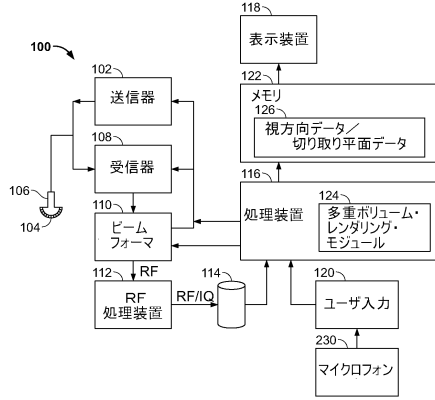 118
表示装置
100
102
送信器
122
メモリ
126
視方向データ／
切り取り平面データ
108
受信器
106
104
116
処理装置
124
多重ボリューム・
レンダリング・
モジュール
110
ビーム
フォーマ
RF
112
RF
処理装置
RF/IQ
114
120
ユーザ入力
230
マイクロフォン